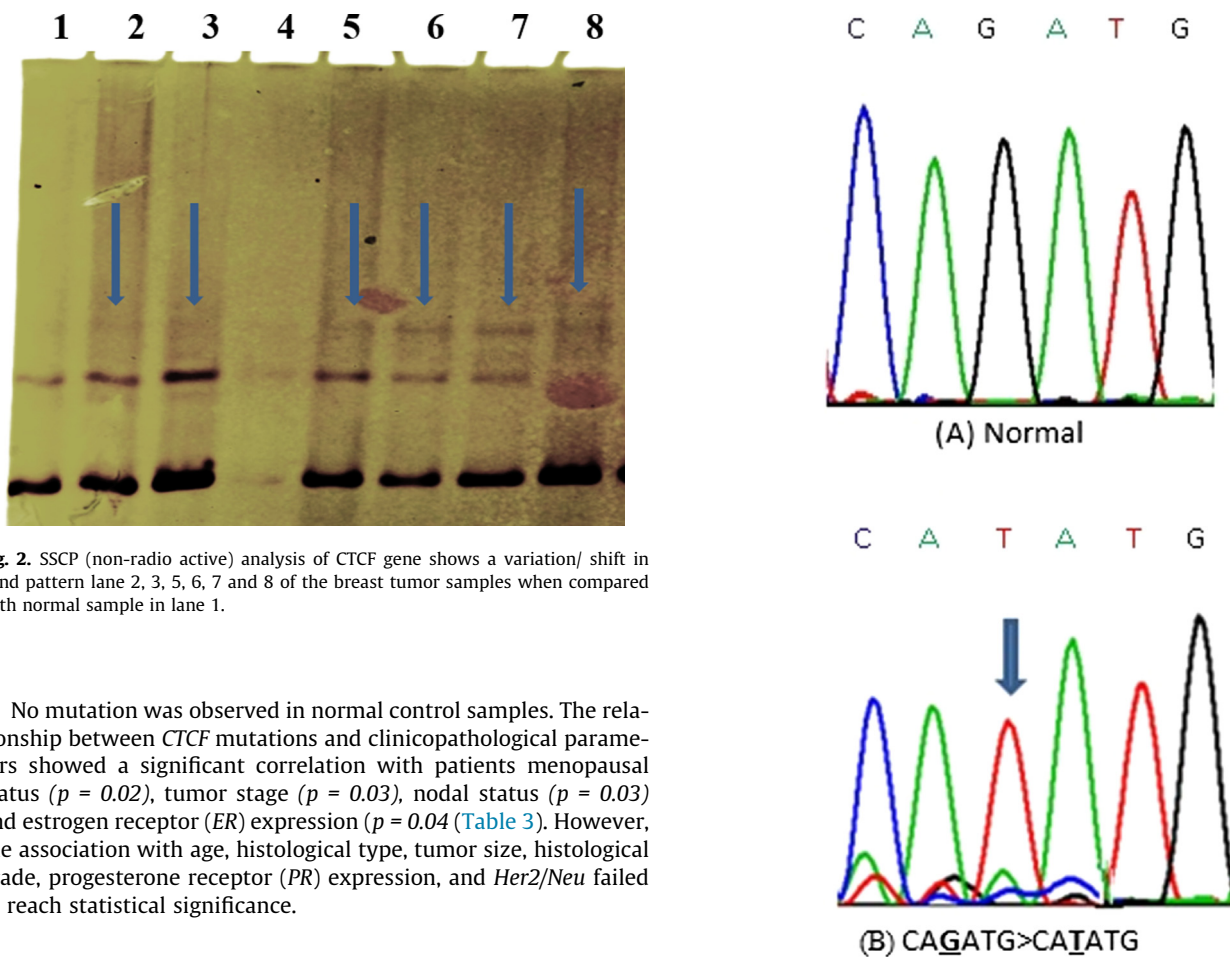 1 2 3 4 5 6 7 8
g. 2. SSCP (non-radio active) analysis of CTCF gene shows a variation/ shift in
nd pattern lane 2, 3, 5, 6, 7 and 8 of the breast tumor samples when compared
th normal sample in lane 1.
No mutation was observed in normal control samples. The rela-
onship between CTCF mutations and clinicopathological parame-
rs showed a significant correlation with patients menopausal
atus (p = 0.02), tumor stage (p = 0.03), nodal status (p = 0.03)
nd estrogen receptor (ER) expression (p = 0.04 (Table 3). However,
e association with age, histological type, tumor size, histological
ade, progesterone receptor (PR) expression, and Her2/Neu failed
reach statistical significance.
C A G A T G
(A) Normal
C A T A T G
(B) CAGATG>CATATG